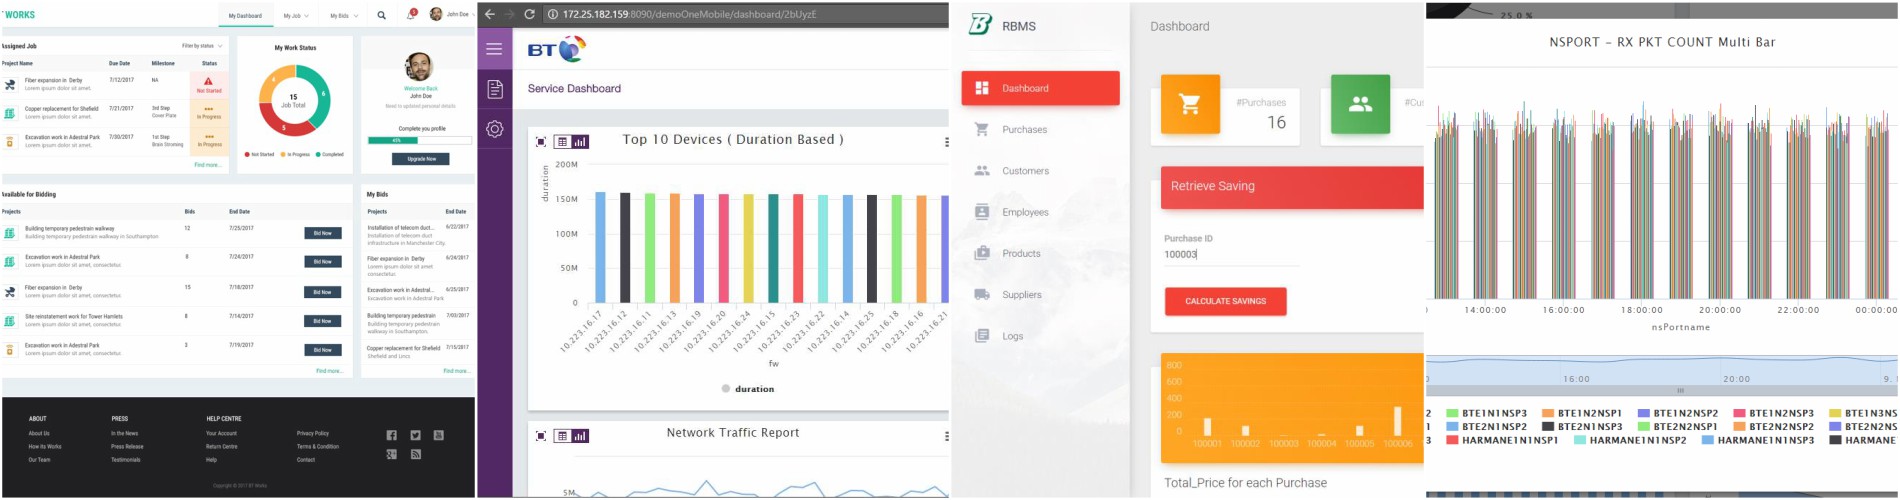 WORKS
My Dashboard
My Job
My Bids
John Doe
Assigned Job
Filter by status
Project Name Due Date Milestone Status
Fiber expansion in Derby 7/12/2017 NA
Lorem ipsum dolor sit amet.
Not Started
Copper replacement for Shefield 7/21/2017 3rd Step
Lorem ipsum dolor sit amet. Cover Place
In Progress
Excavation work in Adestral Park 7/30/2017 1st Step
Lorem ipsum dolor sit amet. Brain Stroming
In Progress
Find more...
My Work Status
4
6
5
15
Job Total
Not Started In Progress Completed
Welcome Back
John Doe
Need to updated personal details
Complete you profile
45%
Upgrade Now
Available for Bidding
Projects Bids End Date
Building temporary pedestrain walkway 12 7/25/2017 Bid Now
Building temporary pedestrain walkway in Southampton
Excavation work in Adestral Park 8 7/24/2017 Bid Now
Lorem ipsum dolor sit amet, consectetus
Fiber expansion in Derby 15 7/18/2017 Bid Now
Lorem ipsum dolor sit amet, consectetus
Site reinstatement work for Tower Hamlets 8 7/14/2017 Bid Now
Lorem ipsum dolor sit amet, consectetus
Excavation work in Adestral Park 3 7/19/2017 Bid Now
Lorem ipsum dolor sit amet, consectetus
Find more...
My Bids
Projects End Date
Installation of telecom duct... 6/22/2017
Installation of telecom duct
infrastructure in Manchester City.
Fiber expansion in Derby 6/24/2017
Lorem ipsum dolor sit amet
consectetus
Excavation work in Adestral... 6/25/2017
Excavation work in Adestral Park
Building temporary pedestrain 7/03/2017
Building temporary pedestrain
walkway in Southampton.
Copper replacement for Shefield 7/15/2017
Shefield and Lincs
Find more...
ABOUT
About Us
How Its Works
Our Team
PRESS
In the News
Press Release
Testimonials
HELP CENTRE
Your Account
Return Centre
Help
Privacy Policy
Terms & Condition
Contact
Copyright © 2017 BT Works
172.25.182.159:8090/demoOneMobile/dashboard/2bUyzE
BT
Service Dashboard
Top 10 Devices ( Duration Based )
duration
200M
150M
100M
50M
0
10.223.16.17
10.223.16.12
10.223.16.11
10.223.16.13
10.223.16.19
10.223.16.20
10.223.16.24
10.223.16.15
10.223.16.23
10.223.16.22
10.223.16.14
10.223.16.25
10.223.16.18
10.223.16.16
10.223.16.21
fw
duration
Network Traffic Report
5M
B RBMS
Dashboard
Purchases
Customers
Employees
Products
Suppliers
Logs
Dashboard
#Purchases
16
#Cus
Retrieve Saving
Purchase ID
100003
CALCULATE SAVINGS
800
600
400
200
0
100001 100002 100003 100004 100005 100006
Total_Price for each Purchase
25.0 %
NSPORT - RX PKT COUNT Multi Bar
14:00:00 16:00:00 18:00:00 20:00:00 22:00:00 00:00:00
nsPortname
16:00 20:00 9.
2 BTE1N1NSP3 BTE1N2NSP1 BTE1N2NSP2 BTE1N2NSP3 BTE1N3NS
1 BTE2N1NSP2 BTE2N1NSP3 BTE2N2NSP1 BTE2N2NSP2 BTE2N2NS
3 HARMANE1N1NSP1 HARMANE1N1NSP2 HARMANE1N1NSP3 HARMANE